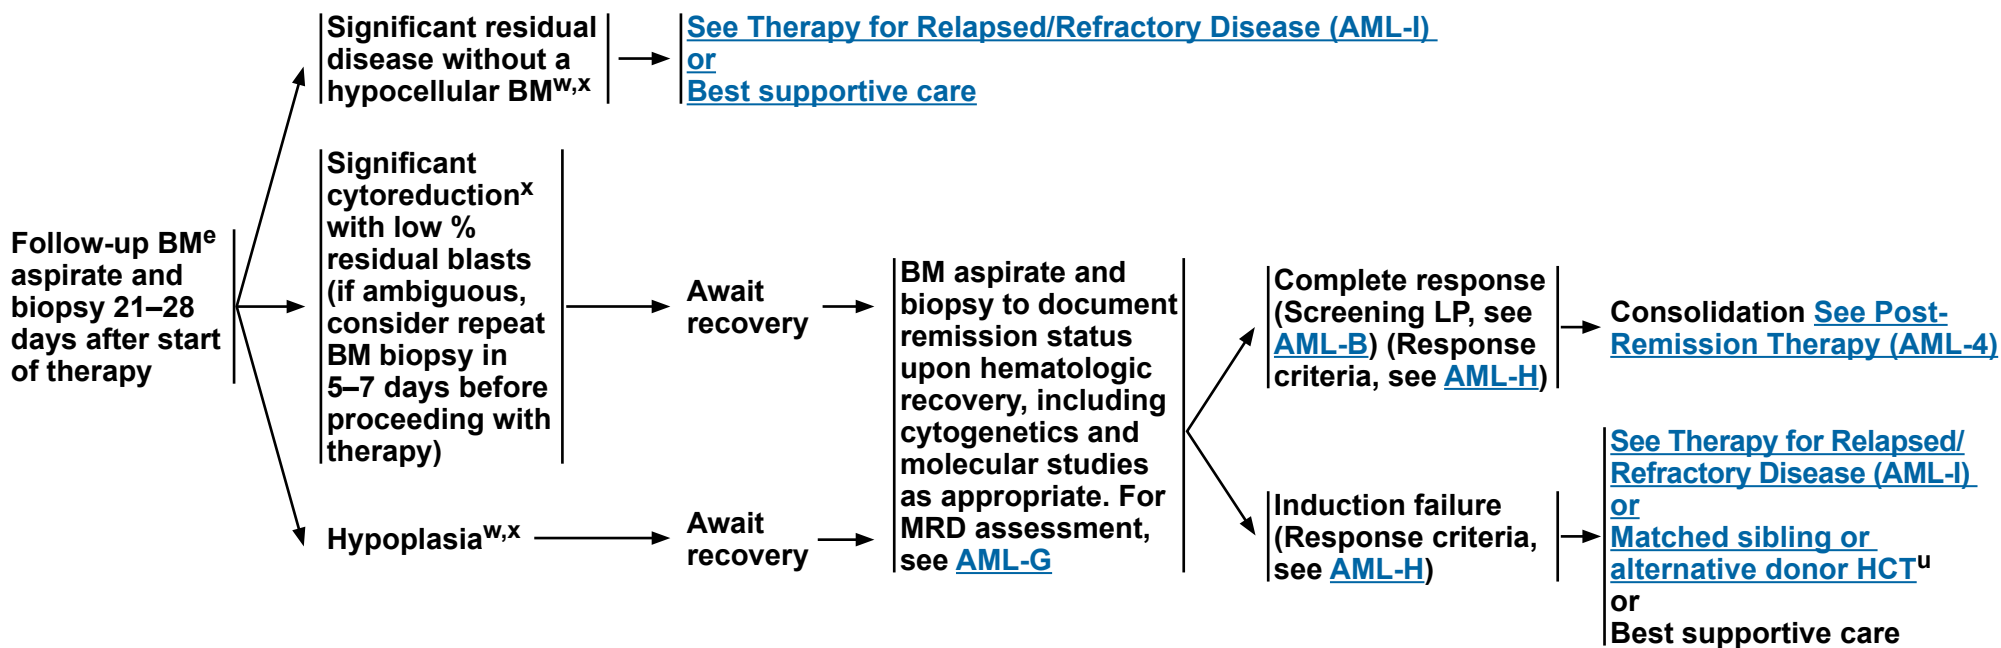 Significant residual
disease without a
hypocellular BMw,x
See Therapy for Relapsed/Refractory Disease (AML-I)
or
Best supportive care
Follow-up BMe
aspirate and
biopsy 21–28
days after start
of therapy
Significant
cytoreductionx
with low %
residual blasts
(if ambiguous,
consider repeat
BM biopsy in
5–7 days before
proceeding with
therapy)
Await
recovery
Hypoplasiaw,x
Await
recovery
BM aspirate and
biopsy to document
remission status
upon hematologic
recovery, including
cytogenetics and
molecular studies
as appropriate. For
MRD assessment,
see AML-G
Complete response
(Screening LP, see
AML-B) (Response
criteria, see AML-H)
Consolidation See Post-
Remission Therapy (AML-4)
Induction failure
(Response criteria,
see AML-H)
See Therapy for Relapsed/
Refractory Disease (AML-I)
or
Matched sibling or
alternative donor HCTu
or
Best supportive care